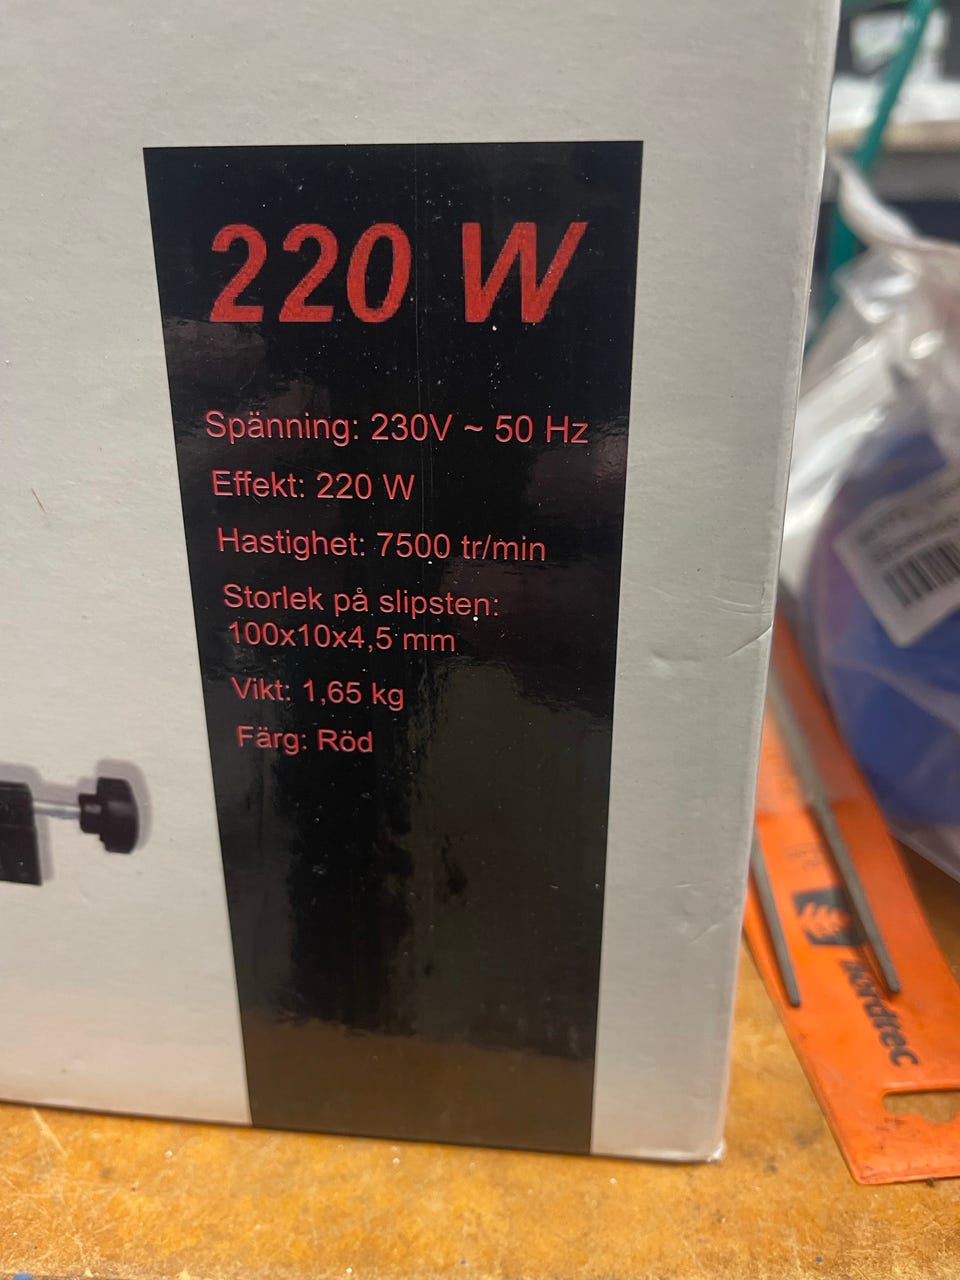 220 W
Spänning: 230V ~ 50 Hz
Effekt: 220 W
Hastighet: 7500 tr/min
Storlek på slipsten:
100x10x4,5 mm
Vikt: 1,65 kg
Färg: Röd
nordtec